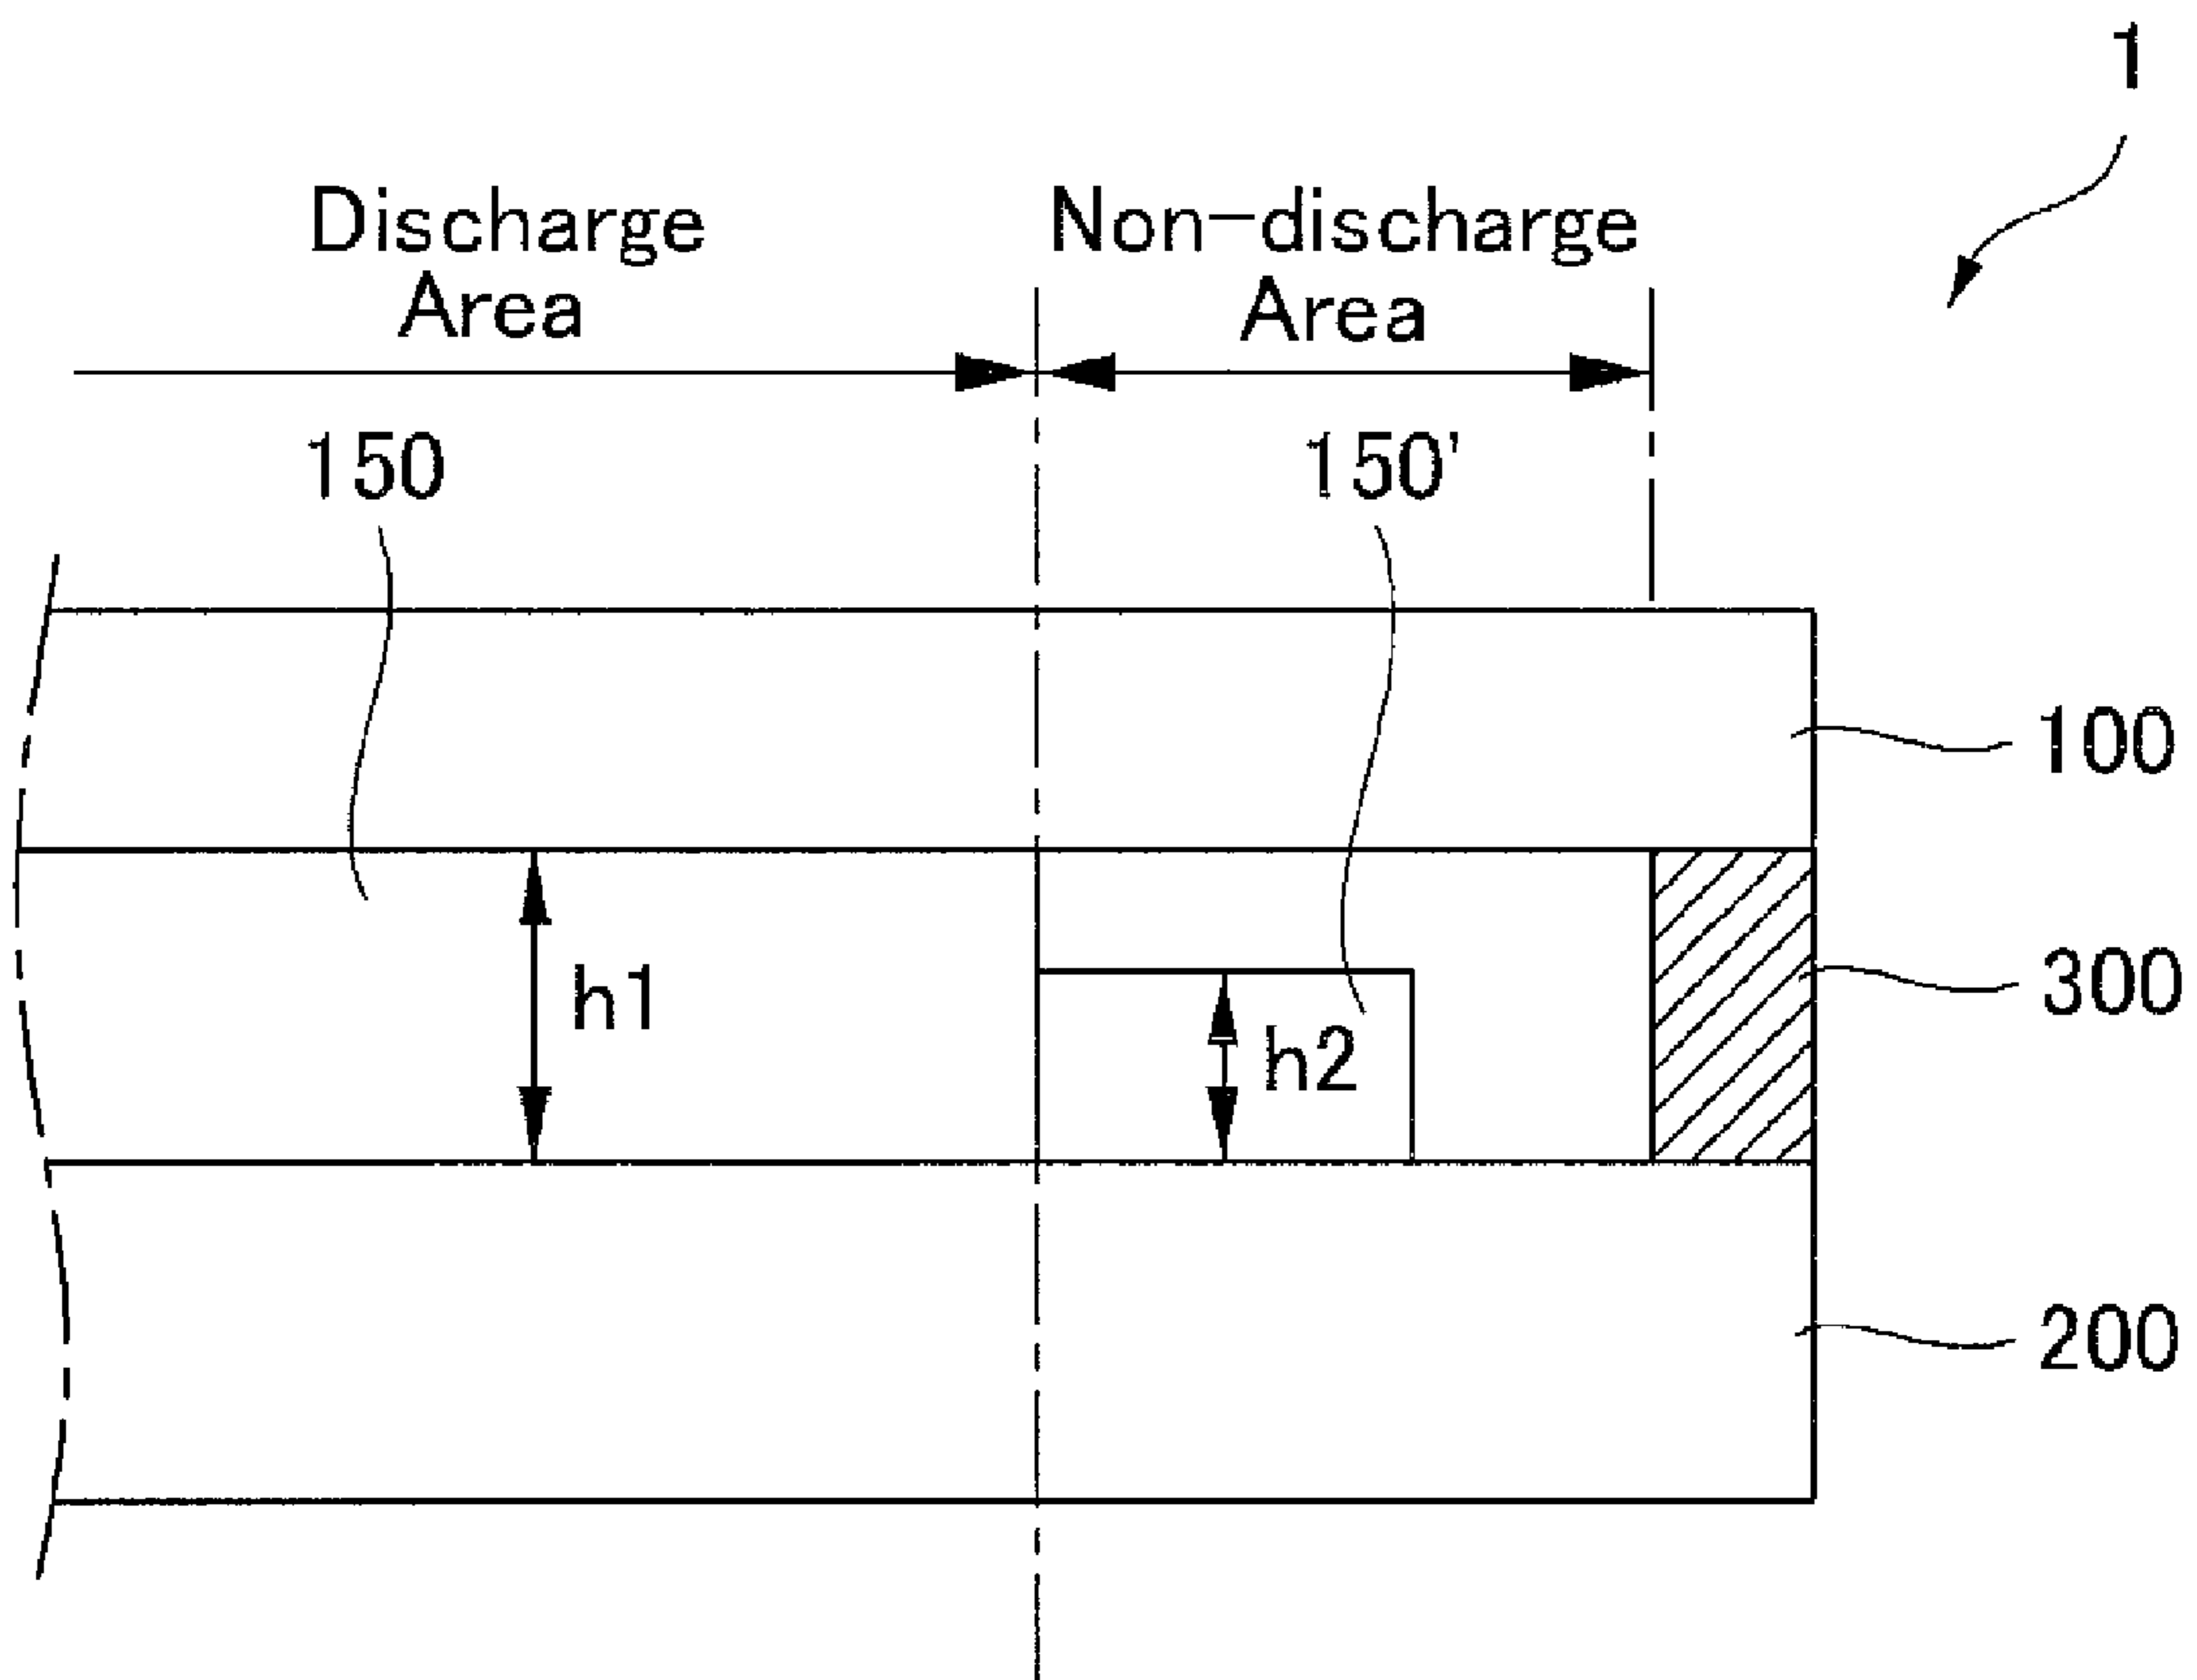 1
Discharge
Area
Non-discharge
Area
150
150'
100
h1
300
h2
200